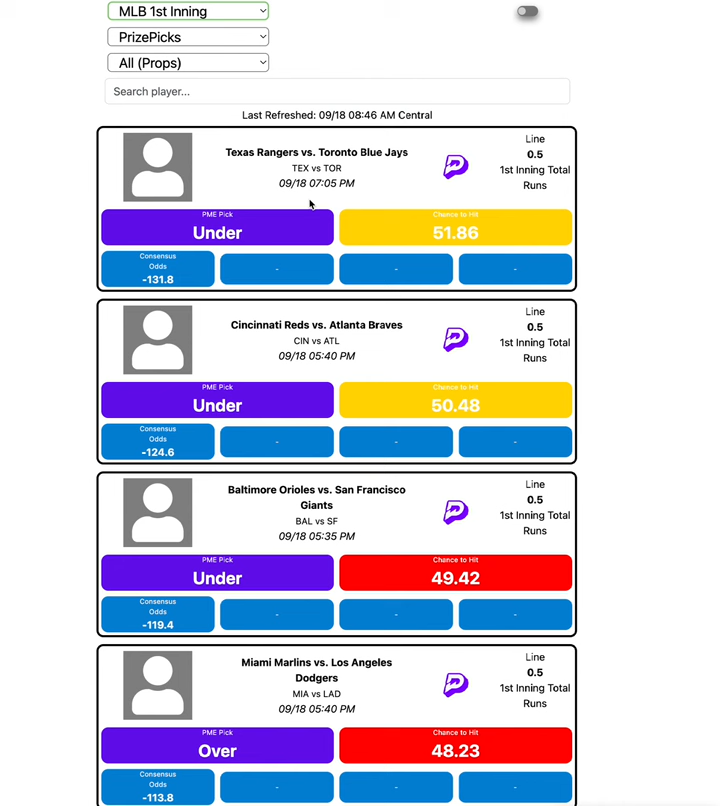 MLB 1st Inning
PrizePicks
All (Props)
Search player...
Last Refreshed: 09/18 08:46 AM Central
Texas Rangers vs. Toronto Blue Jays
TEX vs TOR
09/18 07:05 PM
Line
0.5
1st Inning Total
Runs
PME Pick
Under
Chance to Hit
51.86
Consensus
Odds
-131.8
-
-
-
Cincinnati Reds vs. Atlanta Braves
CIN vs ATL
09/18 05:40 PM
Line
0.5
1st Inning Total
Runs
PME Pick
Under
Chance to Hit
50.48
Consensus
Odds
-124.6
-
-
-
Baltimore Orioles vs. San Francisco
Giants
BAL vs SF
09/18 05:35 PM
Line
0.5
1st Inning Total
Runs
PME Pick
Under
Chance to Hit
49.42
Consensus
Odds
-119.4
-
-
-
Miami Marlins vs. Los Angeles
Dodgers
MIA vs LAD
09/18 05:40 PM
Line
0.5
1st Inning Total
Runs
PME Pick
Over
Chance to Hit
48.23
Consensus
Odds
-113.8
-
-
-